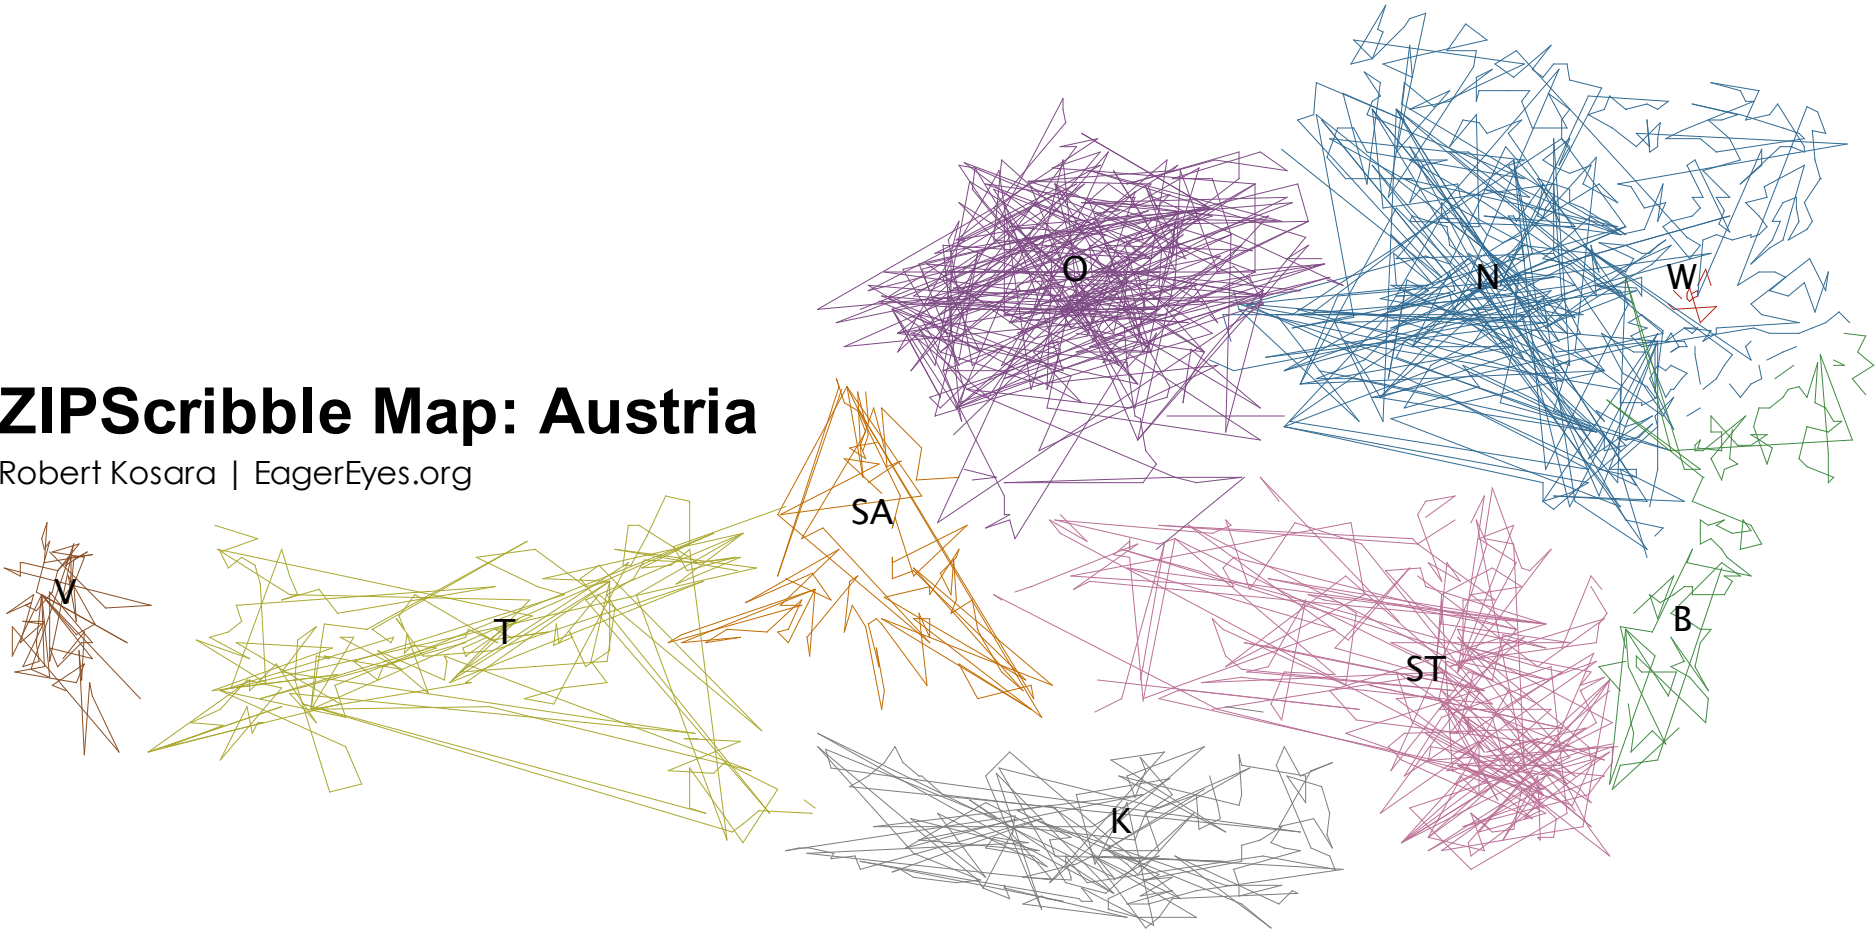 O
N
W
ZIPScribble Map: Austria
Robert Kosara | EagerEyes.org
SA
V
T
B
ST
K